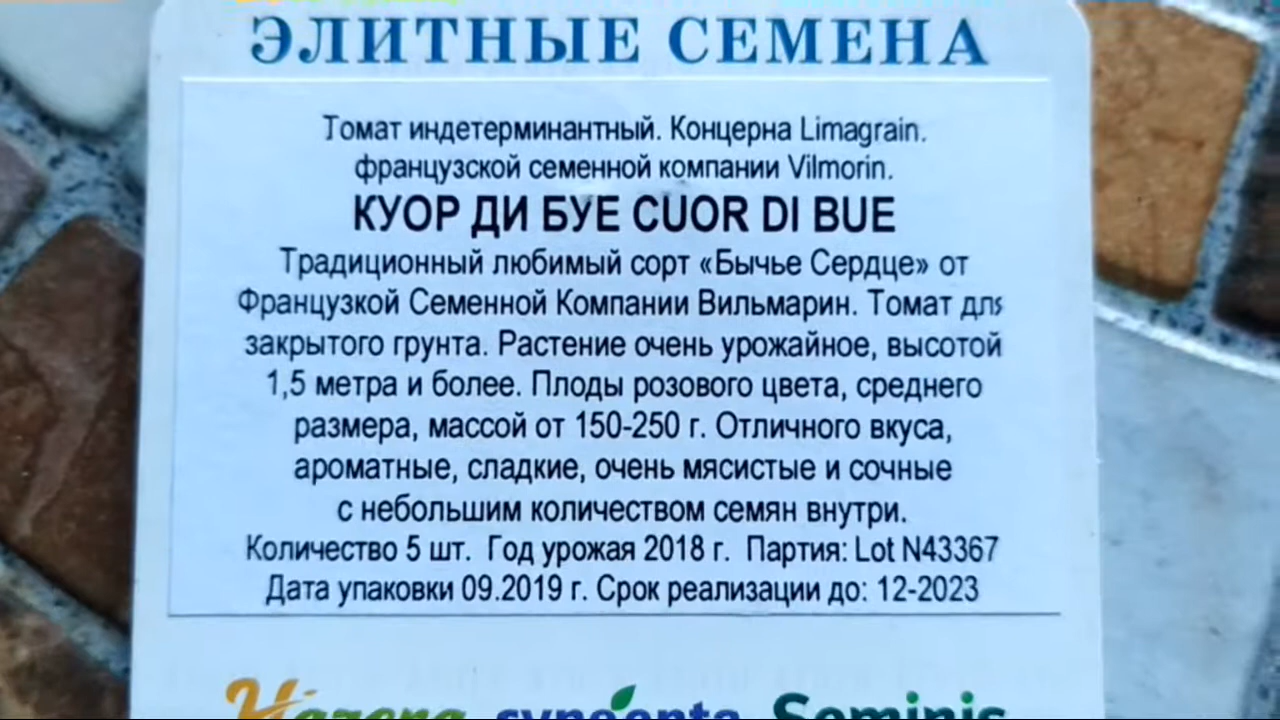 ЭЛИТНЫЕ СЕМЕНА
Томат индетерминантный. Концерна Limagrain.
французской семенной компании Vilmorin.
КУОР ДИ БУЕ CUOR DI BUE
Традиционный любимый сорт «Бычье Сердце» от
Французкой Семенной Компании Вильмарин. Томат для
закрытого грунта. Растение очень урожайное, высотой
1,5 метра и более. Плоды розового цвета, среднего
размера, массой от 150-250 г. Отличного вкуса,
ароматные, сладкие, очень мясистые и сочные
с небольшим количеством семян внутри.
Количество 5 шт. Год урожая 2018 г. Партия: Lot N43367
Дата упаковки 09.2019 г. Срок реализации до: 12-2023
Hazera syngenta Seminis